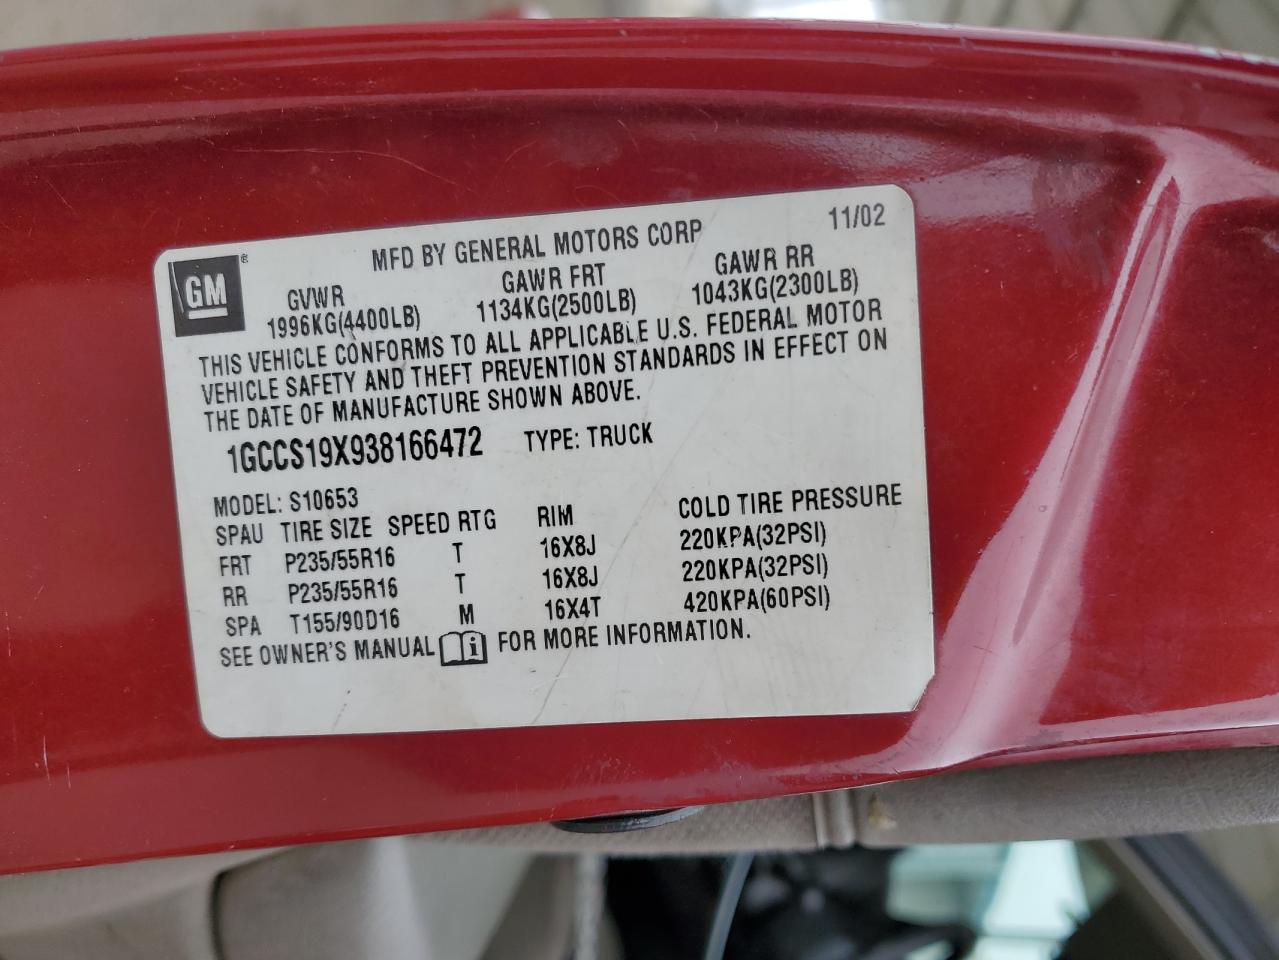 MFD BY GENERAL MOTORS CORP 11/02
GM ®
GVWR GAWR FRT GAWR RR
1996KG(4400LB) 1134KG(2500LB) 1043KG(2300LB)
THIS VEHICLE CONFORMS TO ALL APPLICABLE U.S. FEDERAL MOTOR
VEHICLE SAFETY AND THEFT PREVENTION STANDARDS IN EFFECT ON
THE DATE OF MANUFACTURE SHOWN ABOVE.
1GCCS19X938166472 TYPE: TRUCK
MODEL: S10653
SPAU TIRE SIZE SPEED RTG RIM COLD TIRE PRESSURE
FRT P235/55R16 T 16X8J 220KPA(32PSI)
RR P235/55R16 T 16X8J 220KPA(32PSI)
SPA T155/90D16 M 16X4T 420KPA(60PSI)
SEE OWNER'S MANUAL i FOR MORE INFORMATION.